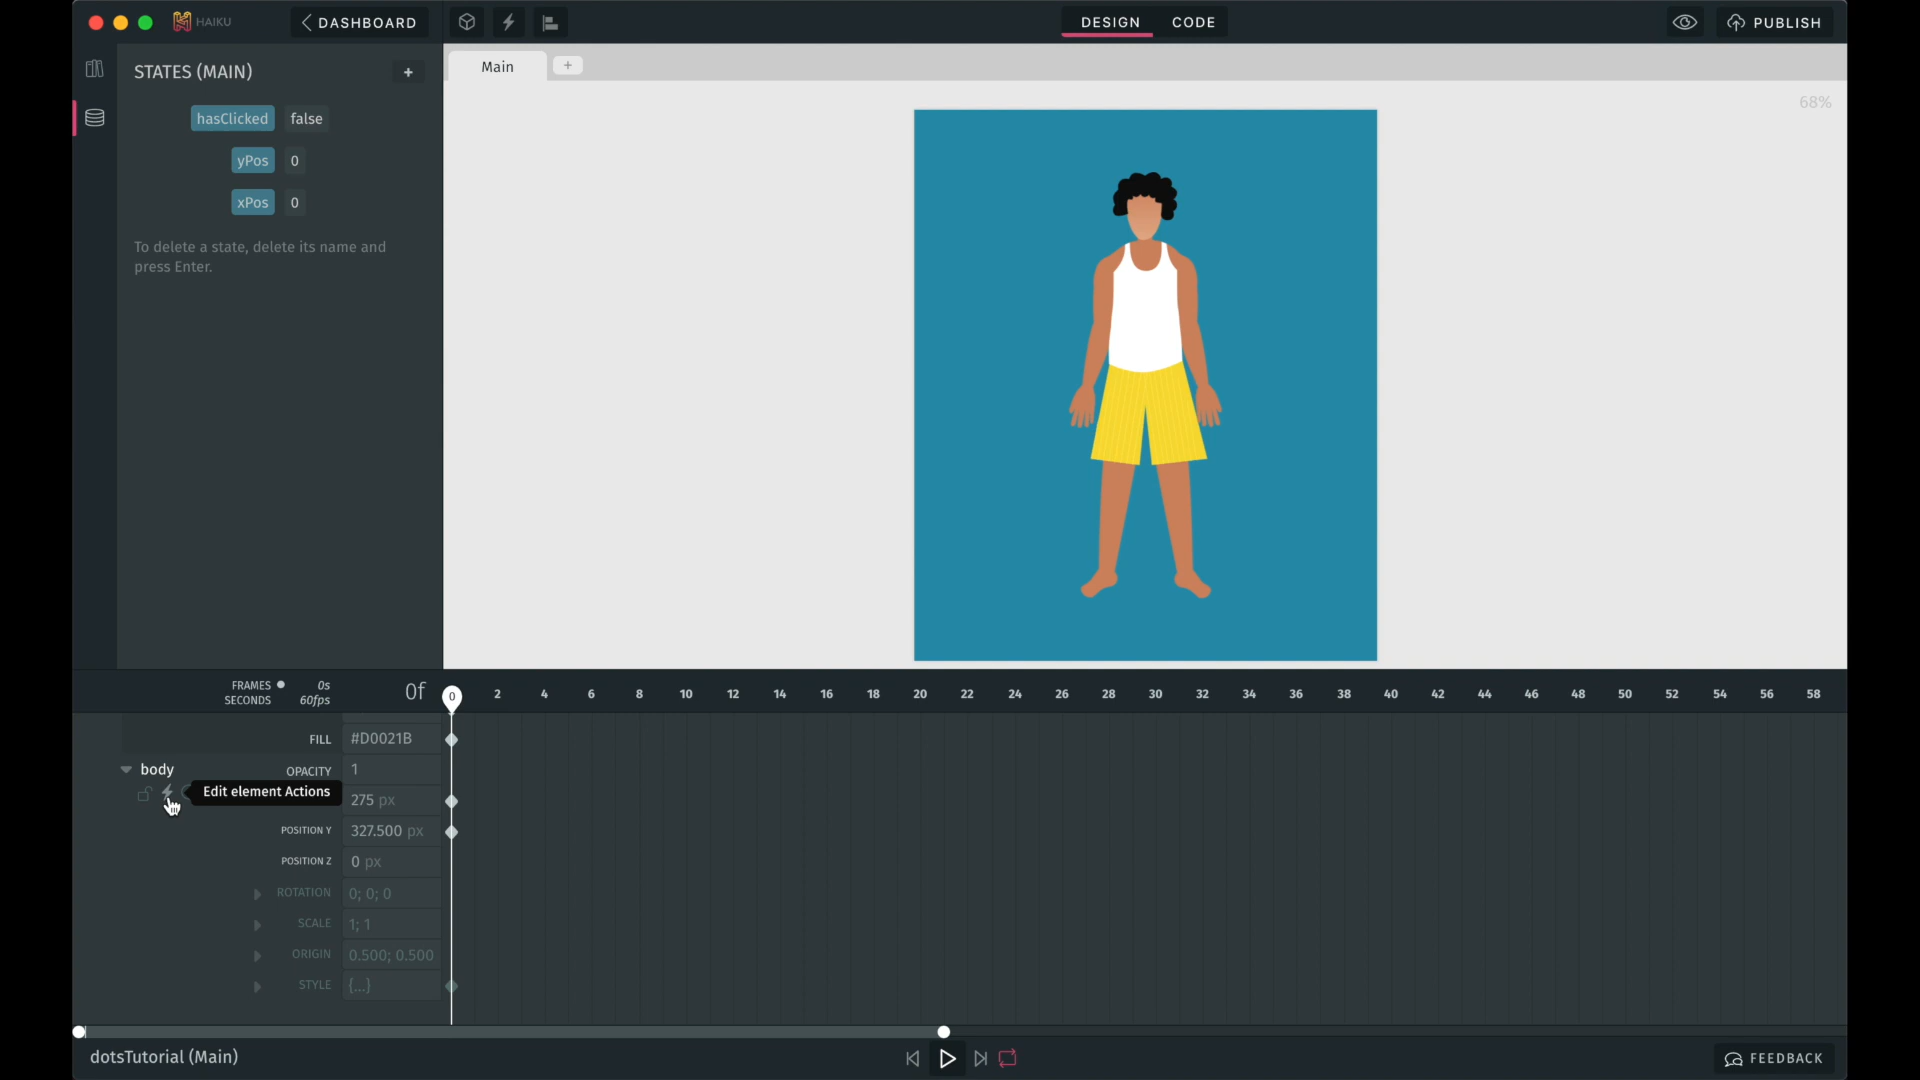 HAIKU
DASHBOARD
DESIGN
CODE
PUBLISH
STATES (MAIN)
+
Main
+
68%
hasClicked false
yPos 0
xPos 0
To delete a state, delete its name and
press Enter.
FRAMES 0s
SECONDS 60fps
0f
0 2 4 6 8 10 12 14 16 18 20 22 24 26 28 30 32 34 36 38 40 42 44 46 48 50 52 54 56 58
FILL #D0021B
body OPACITY 1
Edit element Actions 275 px
POSITION Y 327.500 px
POSITION Z 0 px
ROTATION 0; 0; 0
SCALE 1; 1
ORIGIN 0.500; 0.500
STYLE {...}
dotsTutorial (Main)
FEEDBACK